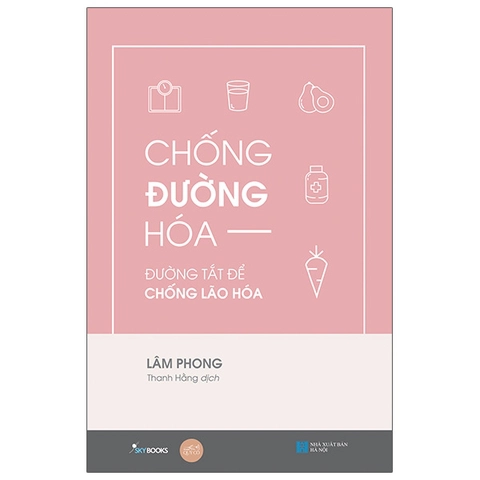 CHỐNG
ĐƯỜNG
HÓA
ĐƯỜNG TẮT ĐỂ
CHỐNG LÃO HÓA
LÂM PHONG
Thanh Hằng dịch
SKYBOOKS
NHÀ XUẤT BẢN
HÀ NỘI